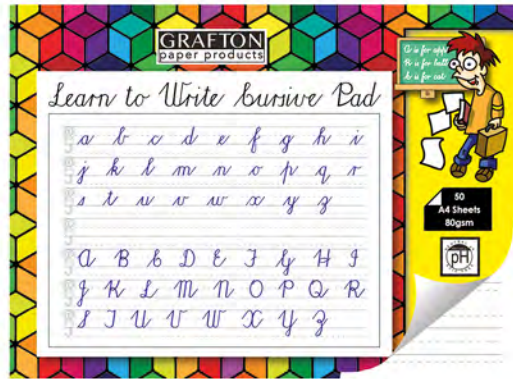 GRAFTON
paper products
Learn to Write Cursive Pad
a b c d e f g h i
j k l m n o p q r
s t u v w x y z
A B C D E F G H I
J K L M N O P Q R
S T U V W X Y Z
a is for apple
B is for ball
c is for cat
50
A4 Sheets
80gsm
pH